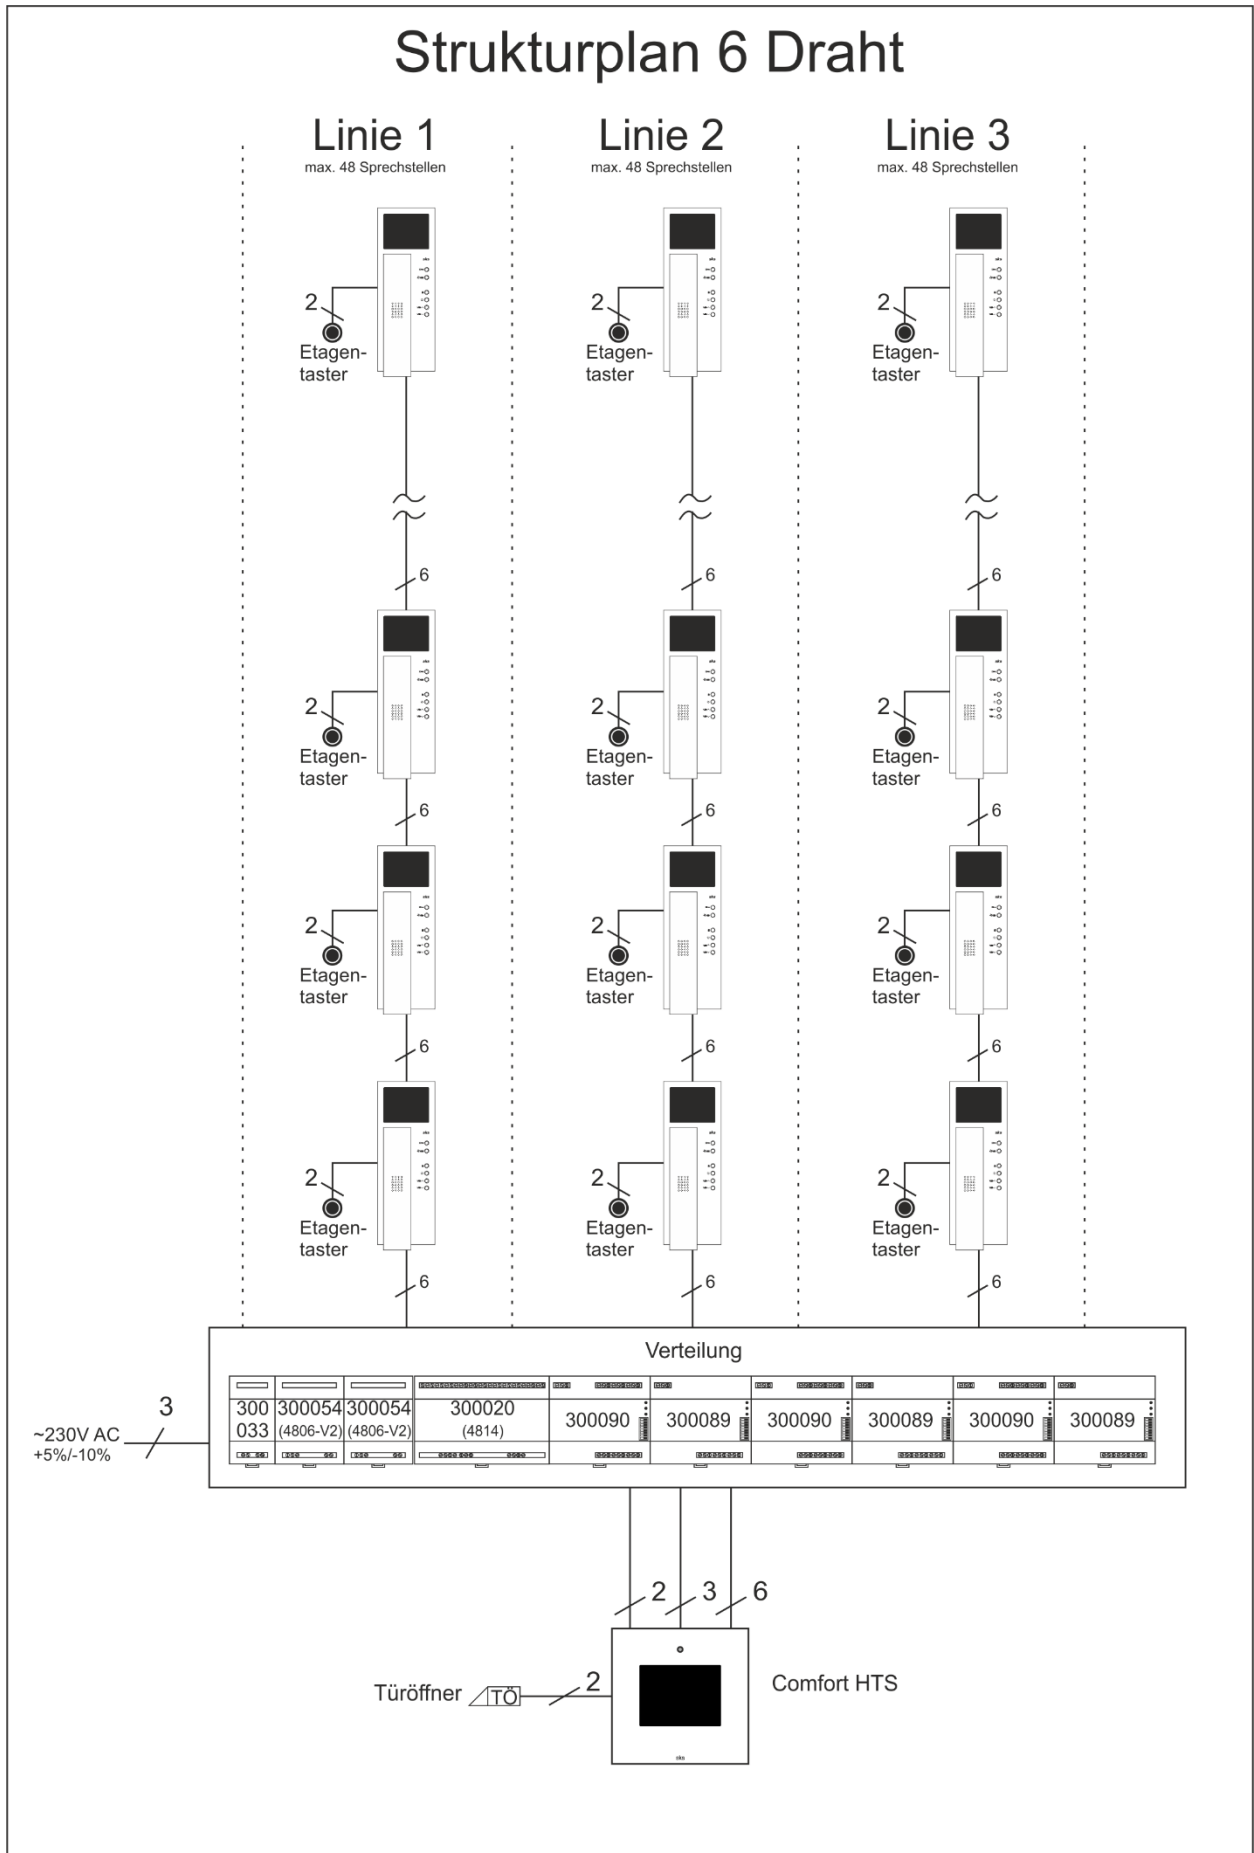 Strukturplan 6 Draht
Linie 1
max. 48 Sprechstellen
Linie 2
max. 48 Sprechstellen
Linie 3
max. 48 Sprechstellen
2
Etagen-
taster
2
Etagen-
taster
2
Etagen-
taster
6
6
6
2
Etagen-
taster
2
Etagen-
taster
2
Etagen-
taster
6
6
6
2
Etagen-
taster
2
Etagen-
taster
2
Etagen-
taster
6
6
6
2
Etagen-
taster
2
Etagen-
taster
2
Etagen-
taster
6
6
6
Verteilung
3
~230V AC
+5%/-10%
300
033
300054
(4806-V2)
300054
(4806-V2)
300020
(4814)
300090
300089
300090
300089
300090
300089
2
3
6
Türöffner
TÖ
2
Comfort HTS